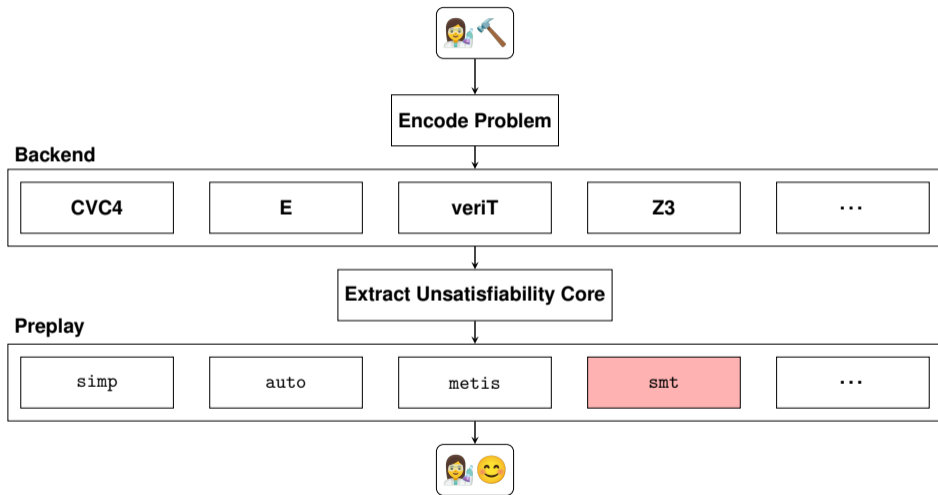 Encode Problem
Backend
CVC4 E veriT Z3 ...
Extract Unsatisfiability Core
Preplay
simp auto metis smt ...